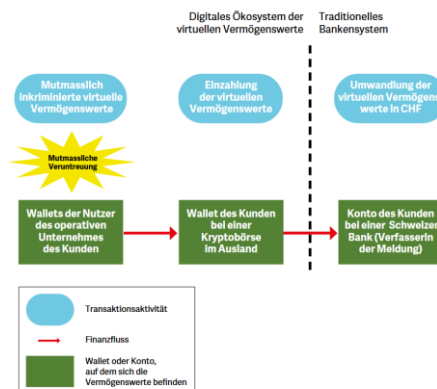 Digitales Ökosystem der
virtuellen Vermögenswerte
Traditionelles
Bankensystem
Mutmasslich
inkriminierte virtuelle
Vermögenswerte
Einzahlung
der virtuellen
Vermögenswerte
Umwandlung der
virtuellen Vermögens
werte in CHF
Mutmassliche
Veruntreuung
Wallets der Nutzer
des operativen
Unternehmes
des Kunden
Wallet des Kunden
bei einer
Kryptobörse
im Ausland
Konto des Kunden
bei einer Schweizer
Bank (Verfasserin
der Meldung)
Transaktionsaktivität
Finanzfluss
Wallet oder Konto,
auf dem sich die
Vermögenswerte befinden